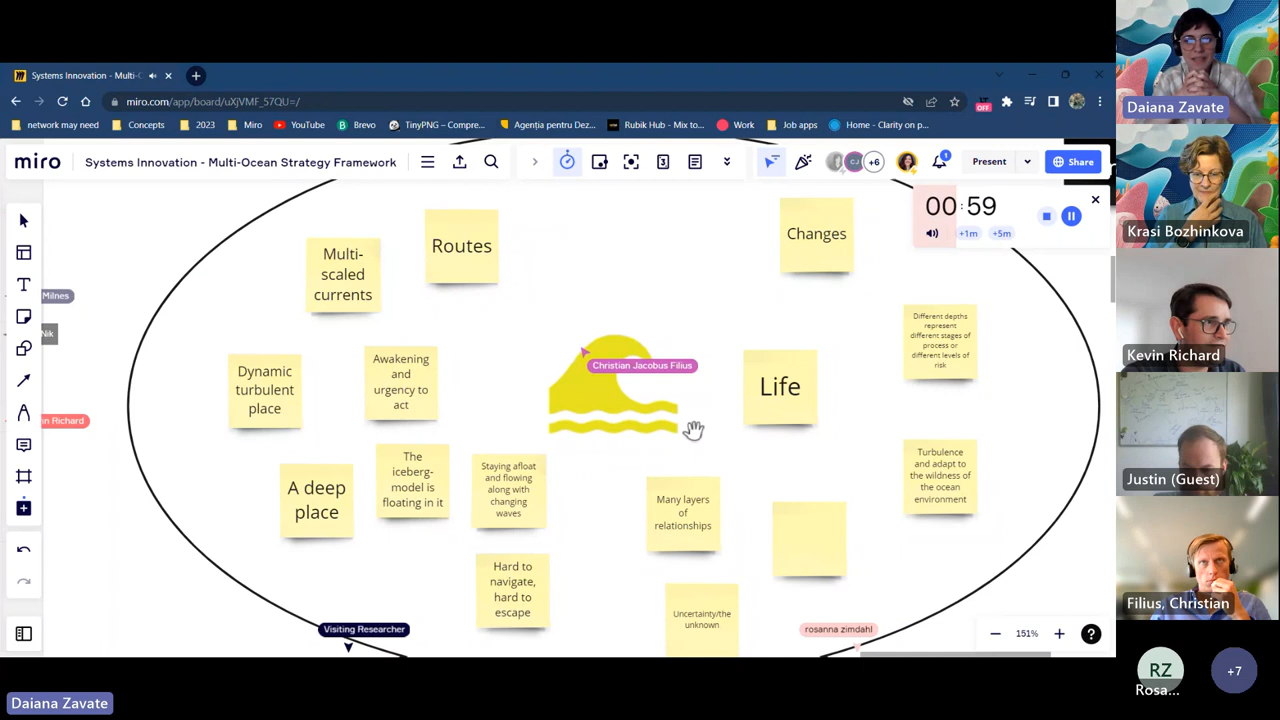 Systems Innovation - Multi-O
miro.com/app/board/uXjVMF_57QU=/
OFF
network may need
Concepts
2023
Miro
YouTube
Brevo
TinyPNG – Compre...
Agenția pentru Dez...
Rubik Hub - Mix to...
Work
Job apps
Home - Clarity on p...
miro
Systems Innovation - Multi-Ocean Strategy Framework
3
CJ
+6
1
Present
Share
00:59
+1m
+5m
Routes
Changes
Multi-
scaled
currents
Milnes
Nik
Different depths
represent
different stages of
process or
different levels of
risk
Christian Jacobus Filius
Dynamic
turbulent
place
Awakening
and
urgency to
act
Life
in Richard
The
iceberg-
model is
floating in it
Staying afloat
and flowing
along with
changing
waves
Turbulence
and adapt to
the wildness of
the ocean
environment
A deep
place
Many layers
of
relationships
Hard to
navigate,
hard to
escape
Uncertainty/the
unknown
Visiting Researcher
rosanna zimdahl
151%
?
Daiana Zavate
Krasi Bozhinkova
Kevin Richard
Justin (Guest)
Filius, Christian
RZ
Rosa...
+7
Daiana Zavate